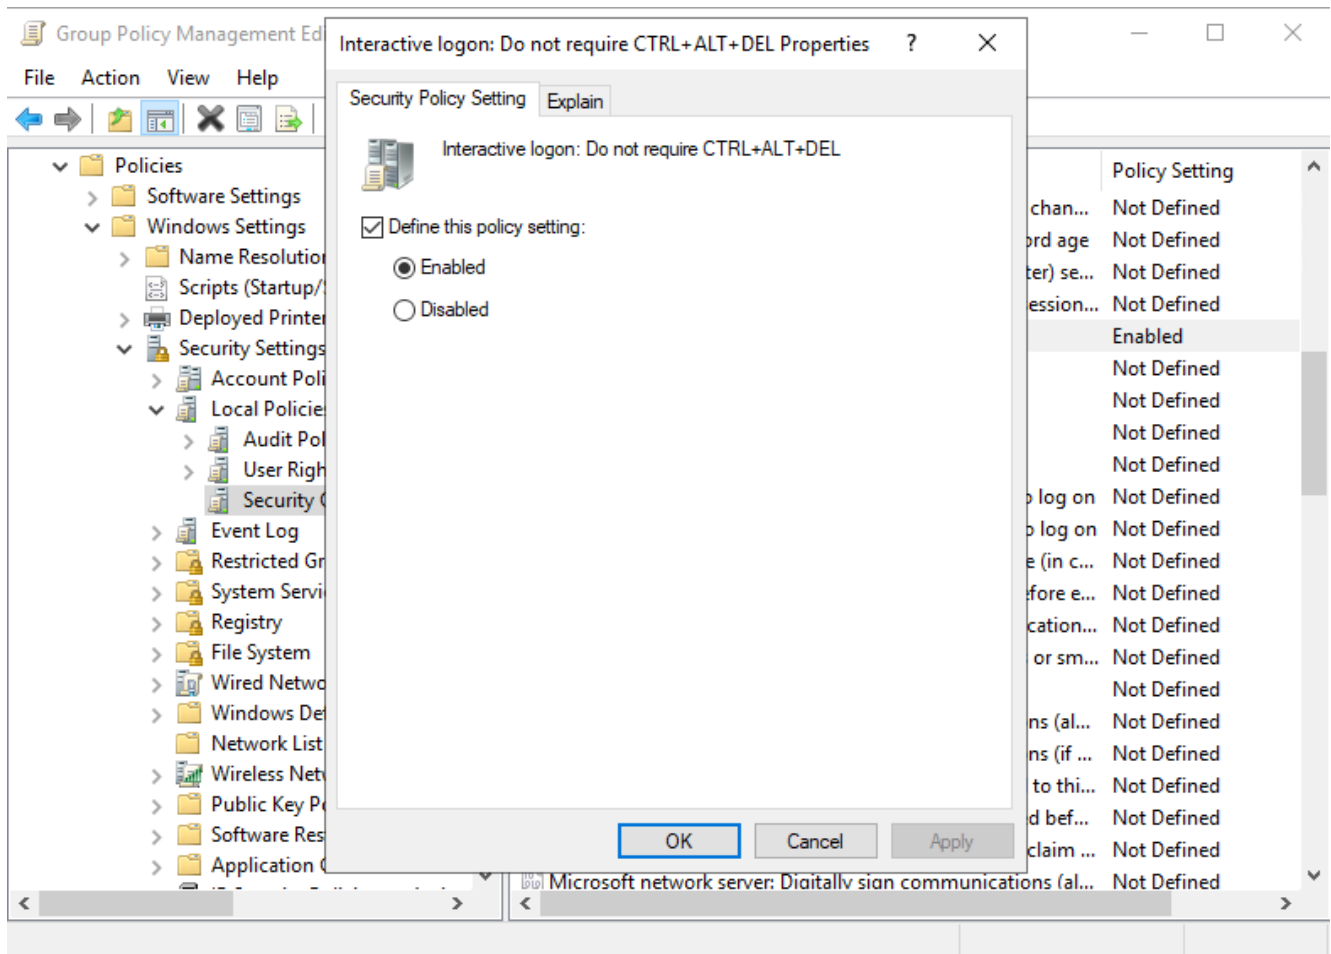 Group Policy Management Edi
File Action View Help
Policies
Software Settings
Windows Settings
Name Resolution
Scripts (Startup/
Deployed Printer
Security Settings
Account Poli
Local Policie
Audit Pol
User Righ
Security
Event Log
Restricted Gr
System Servi
Registry
File System
Wired Netwo
Windows Def
Network List
Wireless Netw
Public Key Po
Software Res
Application
Interactive logon: Do not require CTRL+ALT+DEL Properties ?
Security Policy Setting Explain
Interactive logon: Do not require CTRL+ALT+DEL
Define this policy setting:
Enabled
Disabled
OK Cancel Apply
Policy Setting
chan... Not Defined
ord age Not Defined
ter) se... Not Defined
ession... Not Defined
Enabled
Not Defined
Not Defined
Not Defined
Not Defined
o log on Not Defined
o log on Not Defined
e (in c... Not Defined
efore e... Not Defined
cation... Not Defined
or sm... Not Defined
Not Defined
ns (al... Not Defined
ns (if ... Not Defined
to thi... Not Defined
d bef... Not Defined
claim ... Not Defined
Microsoft network server: Digitally sign communications (al... Not Defined